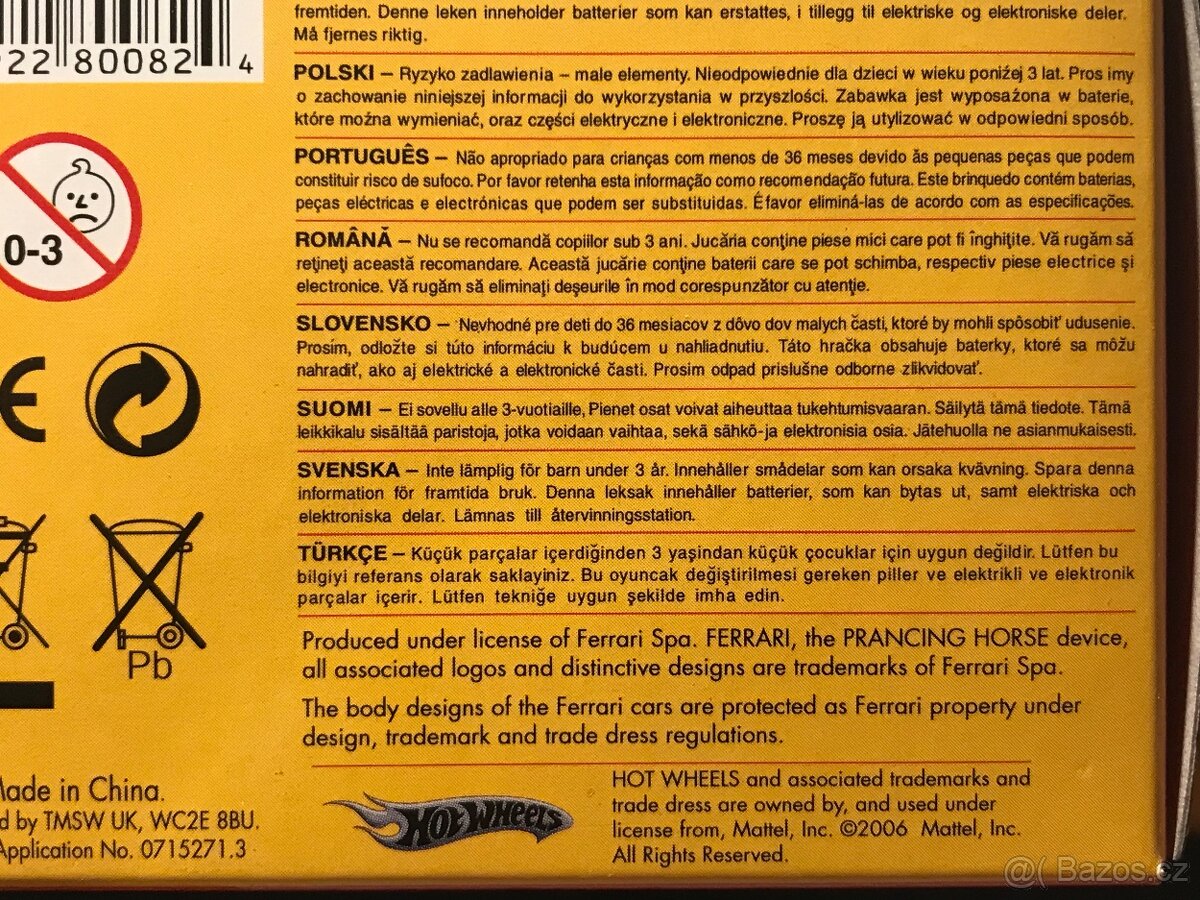 fremtiden. Denne leken inneholder batterier som kan erstattes, i tillegg til elektriske og elektroniske deler.
Må fjernes riktig.
22 80082 4
POLSKI – Ryzyko zadlawienia – male elementy. Nieodpowiednie dla dzieci w wieku poniżej 3 lat. Pros imy
o zachowanie niniejszej informacji do wykorzystania w przyszlości. Zabawka jest wyposażona w baterie,
które można wymieniać, oraz części elektryczne i elektroniczne. Proszę ją utylizować w odpowiedni sposób.
PORTUGUÊS – Não apropriado para crianças com menos de 36 meses devido ãs pequenas peças que podem
constituir risco de sufoco. Por favor retenha esta informação como recomendação futura. Este brinquedo contém baterias,
peças eléctricas e electrónicas que podem ser substituidas. Éfavor eliminá-las de acordo com as especificações.
0-3
ROMÂNĂ – Nu se recomandă copiilor sub 3 ani. Jucăria conţine piese mici care pot fi înghiţite. Vă rugăm să
reţineţi această recomandare. Această jucărie conţine baterii care se pot schimba, respectiv piese electrice şi
electronice. Vă rugăm să eliminaţi deşeurile în mod corespunzător cu atenţie.
SLOVENSKO – Nevhodné pre deti do 36 mesiacov z dôvo dov malych časti, ktoré by mohli spôsobiť udusenie.
Prosím, odložte si túto informáciu k budúcem u nahliadnutiu. Táto hračka obsahuje baterky, ktoré sa môžu
nahradiť, ako aj elektrické a elektronické časti. Prosim odpad prislušne odborne zlikvidovať.
CE
SUOMI – Ei sovellu alle 3-vuotiaille, Pienet osat voivat aiheuttaa tukehtumisvaaran. Säilytä tämä tiedote. Tämä
leikkikalu sisältää paristoja, jotka voidaan vaihtaa, sekä sähkö-ja elektronisia osia. Jätehuolla ne asianmukaisesti.
SVENSKA – Inte lämplig för barn under 3 år. Innehåller smådelar som kan orsaka kvävning. Spara denna
information för framtida bruk. Denna leksak innehåller batterier, som kan bytas ut, samt elektriska och
elektroniska delar. Lämnas till återvinningsstation.
TÜRKÇE – Küçük parçalar içerdiğinden 3 yaşindan küçük çocuklar için uygun değildir. Lütfen bu
bilgiyi referans olarak saklayiniz. Bu oyuncak değiştirilmesi gereken piller ve elektrikli ve elektronik
parçalar içerir. Lütfen tekniğe uygun şekilde imha edin.
Pb
Produced under license of Ferrari Spa. FERRARI, the PRANCING HORSE device,
all associated logos and distinctive designs are trademarks of Ferrari Spa.
The body designs of the Ferrari cars are protected as Ferrari property under
design, trademark and trade dress regulations.
Made in China.
d by TMSW UK, WC2E 8BU.
Application No. 0715271.3
HOT WHEELS
HOT WHEELS and associated trademarks and
trade dress are owned by, and used under
license from, Mattel, Inc. ©2006 Mattel, Inc.
All Rights Reserved.
@( Bazos.cz